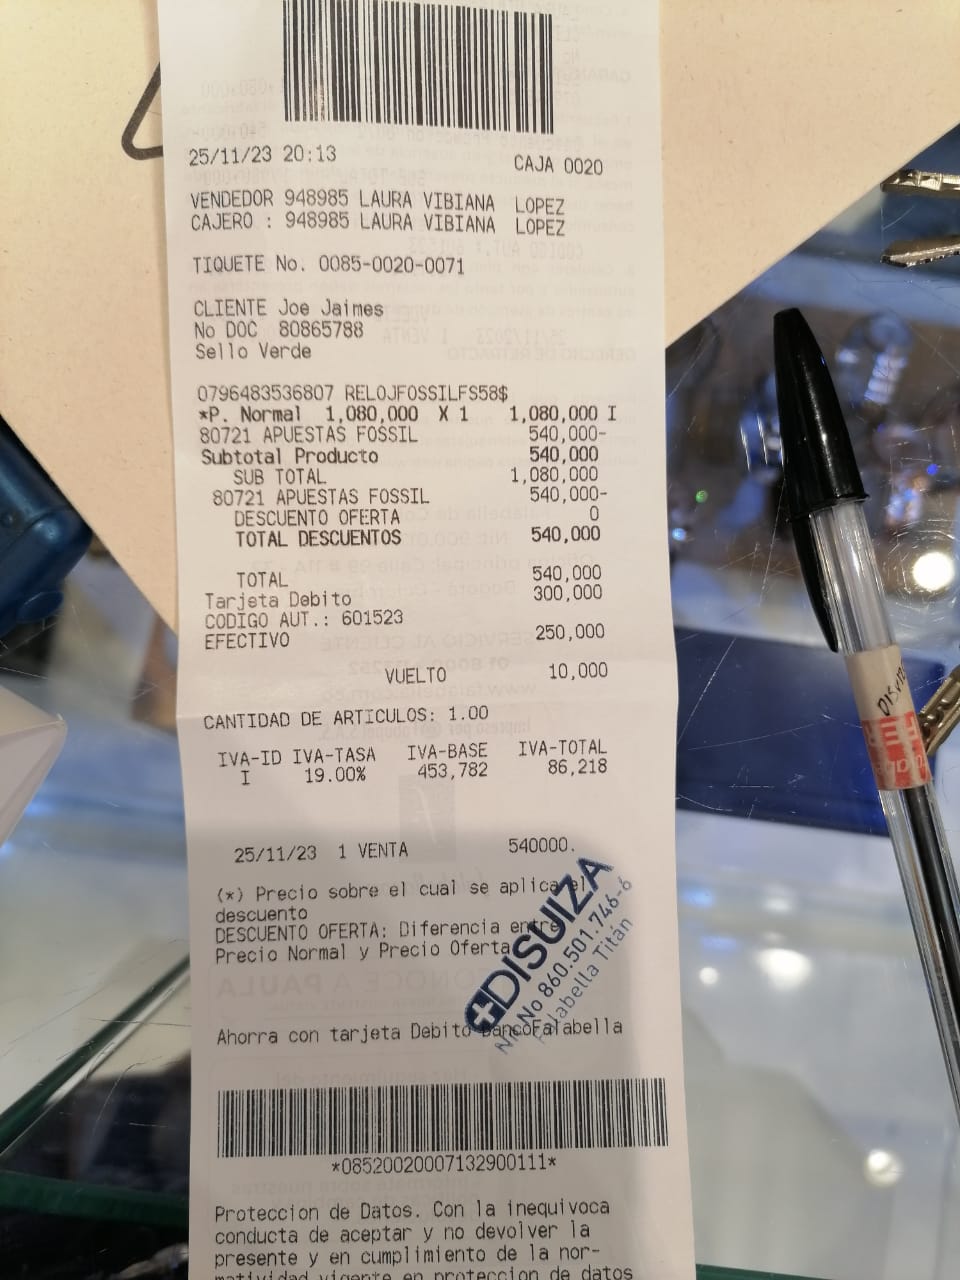 25/11/23 20:13 CAJA 0020
VENDEDOR 948985 LAURA VIBIANA LOPEZ
CAJERO : 948985 LAURA VIBIANA LOPEZ
TIQUETE No. 0085-0020-0071
CLIENTE Joe Jaimes
No DOC 80865788
Sello Verde
0796483536807 RELOJFOSSILFS58$
*P. Normal 1,080,000 X 1 1,080,000 I
80721 APUESTAS FOSSIL 540,000-
Subtotal Producto 540,000
SUB TOTAL 1,080,000
80721 APUESTAS FOSSIL 540,000-
DESCUENTO OFERTA 0
TOTAL DESCUENTOS 540,000
TOTAL 540,000
Tarjeta Debito 300,000
CODIGO AUT.: 601523
EFECTIVO 250,000
VUELTO 10,000
CANTIDAD DE ARTICULOS: 1.00
IVA-ID IVA-TASA IVA-BASE IVA-TOTAL
I 19.00% 453,782 86,218
25/11/23 1 VENTA 540000.
(*) Precio sobre el cual se aplica el
descuento
DESCUENTO OFERTA: Diferencia entre
Precio Normal y Precio Oferta
DISUIZA
Nit. No 860.501.746-6
Falabella Titán
Ahorra con tarjeta Debito BancoFalabella
*08520020007132900111*
Proteccion de Datos. Con la inequivoca
conducta de aceptar y no devolver la
presente y en cumplimiento de la nor-
matividad vigente en proteccion de datos